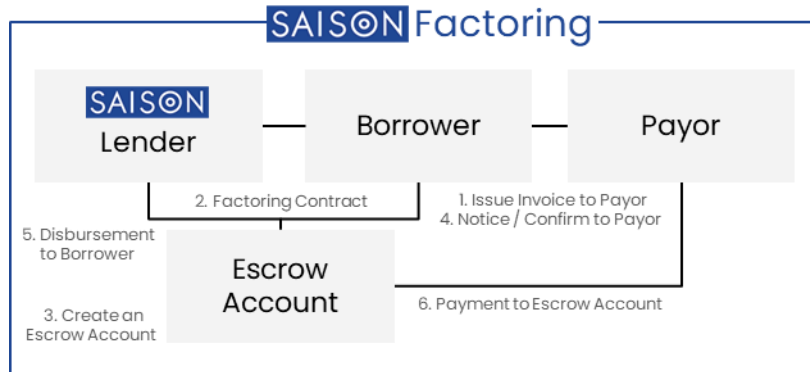 SAISON Factoring
SAISON
Lender
Borrower
Payor
2. Factoring Contract
1. Issue Invoice to Payor
4. Notice / Confirm to Payor
5. Disbursement
to Borrower
Escrow
Account
3. Create an
Escrow Account
6. Payment to Escrow Account